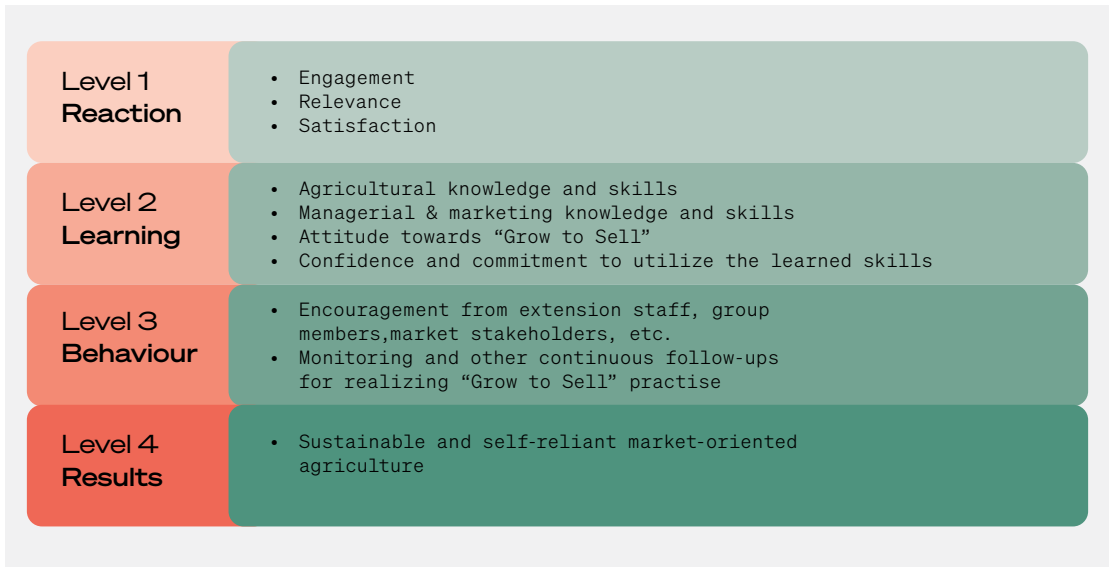 Level 1
Reaction
• Engagement
• Relevance
• Satisfaction
Level 2
Learning
• Agricultural knowledge and skills
• Managerial & marketing knowledge and skills
• Attitude towards “Grow to Sell”
• Confidence and commitment to utilize the learned skills
Level 3
Behaviour
• Encouragement from extension staff, group
members,market stakeholders, etc.
• Monitoring and other continuous follow-ups
for realizing “Grow to Sell” practise
Level 4
Results
• Sustainable and self-reliant market-oriented
agriculture